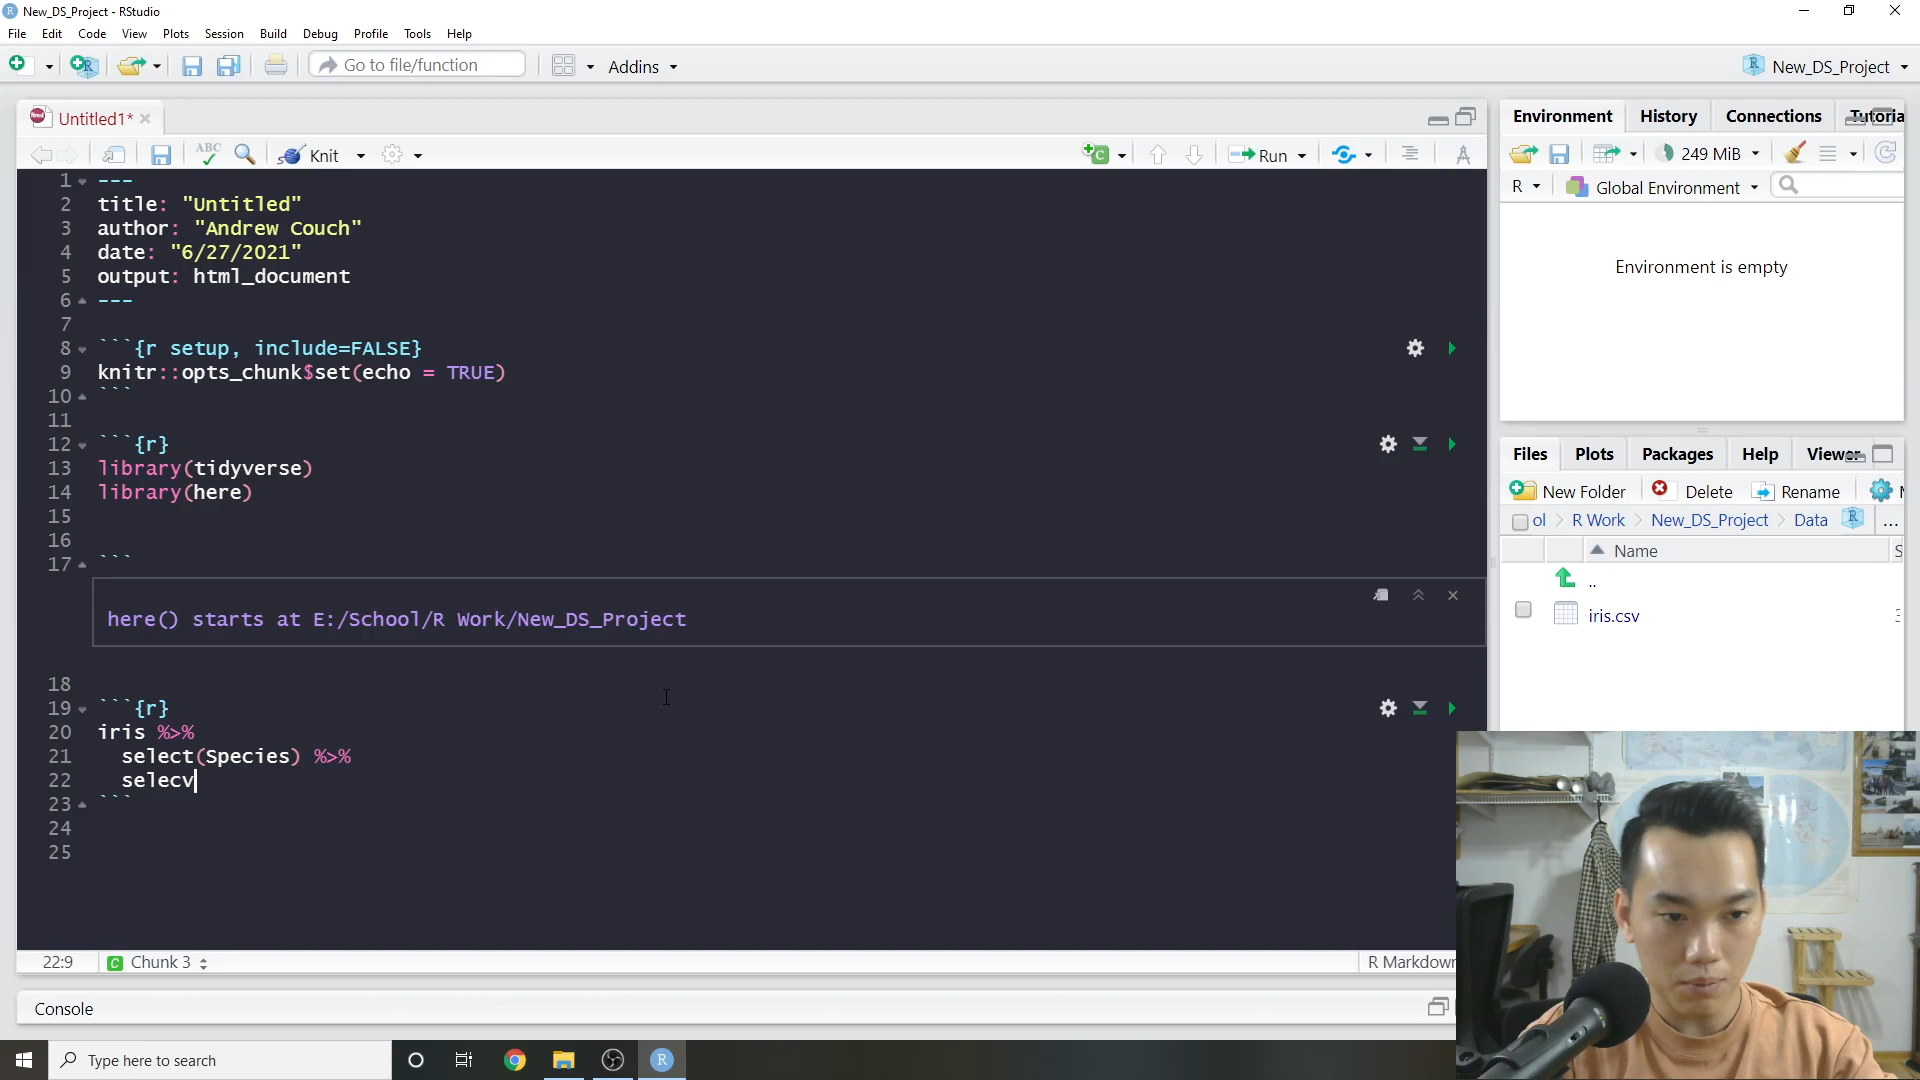 New_DS_Project - RStudio
File Edit Code View Plots Session Build Debug Profile Tools Help
Go to file/function Addins New_DS_Project
Untitled1*
ABC Knit Run
1 ---
2 title: "Untitled"
3 author: "Andrew Couch"
4 date: "6/27/2021"
5 output: html_document
6 ---
7
8 ```{r setup, include=FALSE}
9 knitr::opts_chunk$set(echo = TRUE)
10 ```
11
12 ```{r}
13 library(tidyverse)
14 library(here)
15
16
17 ```
here() starts at E:/School/R Work/New_DS_Project
18
19 ```{r}
20 iris %>%
21 select(Species) %>%
22 selecv
23 ```
24
25
22:9 Chunk 3 R Markdown
Console
Environment History Connections Tutoria
249 MiB
R Global Environment
Environment is empty
Files Plots Packages Help Viewer
New Folder Delete Rename
ol R Work New_DS_Project Data ...
Name
..
iris.csv
Type here to search